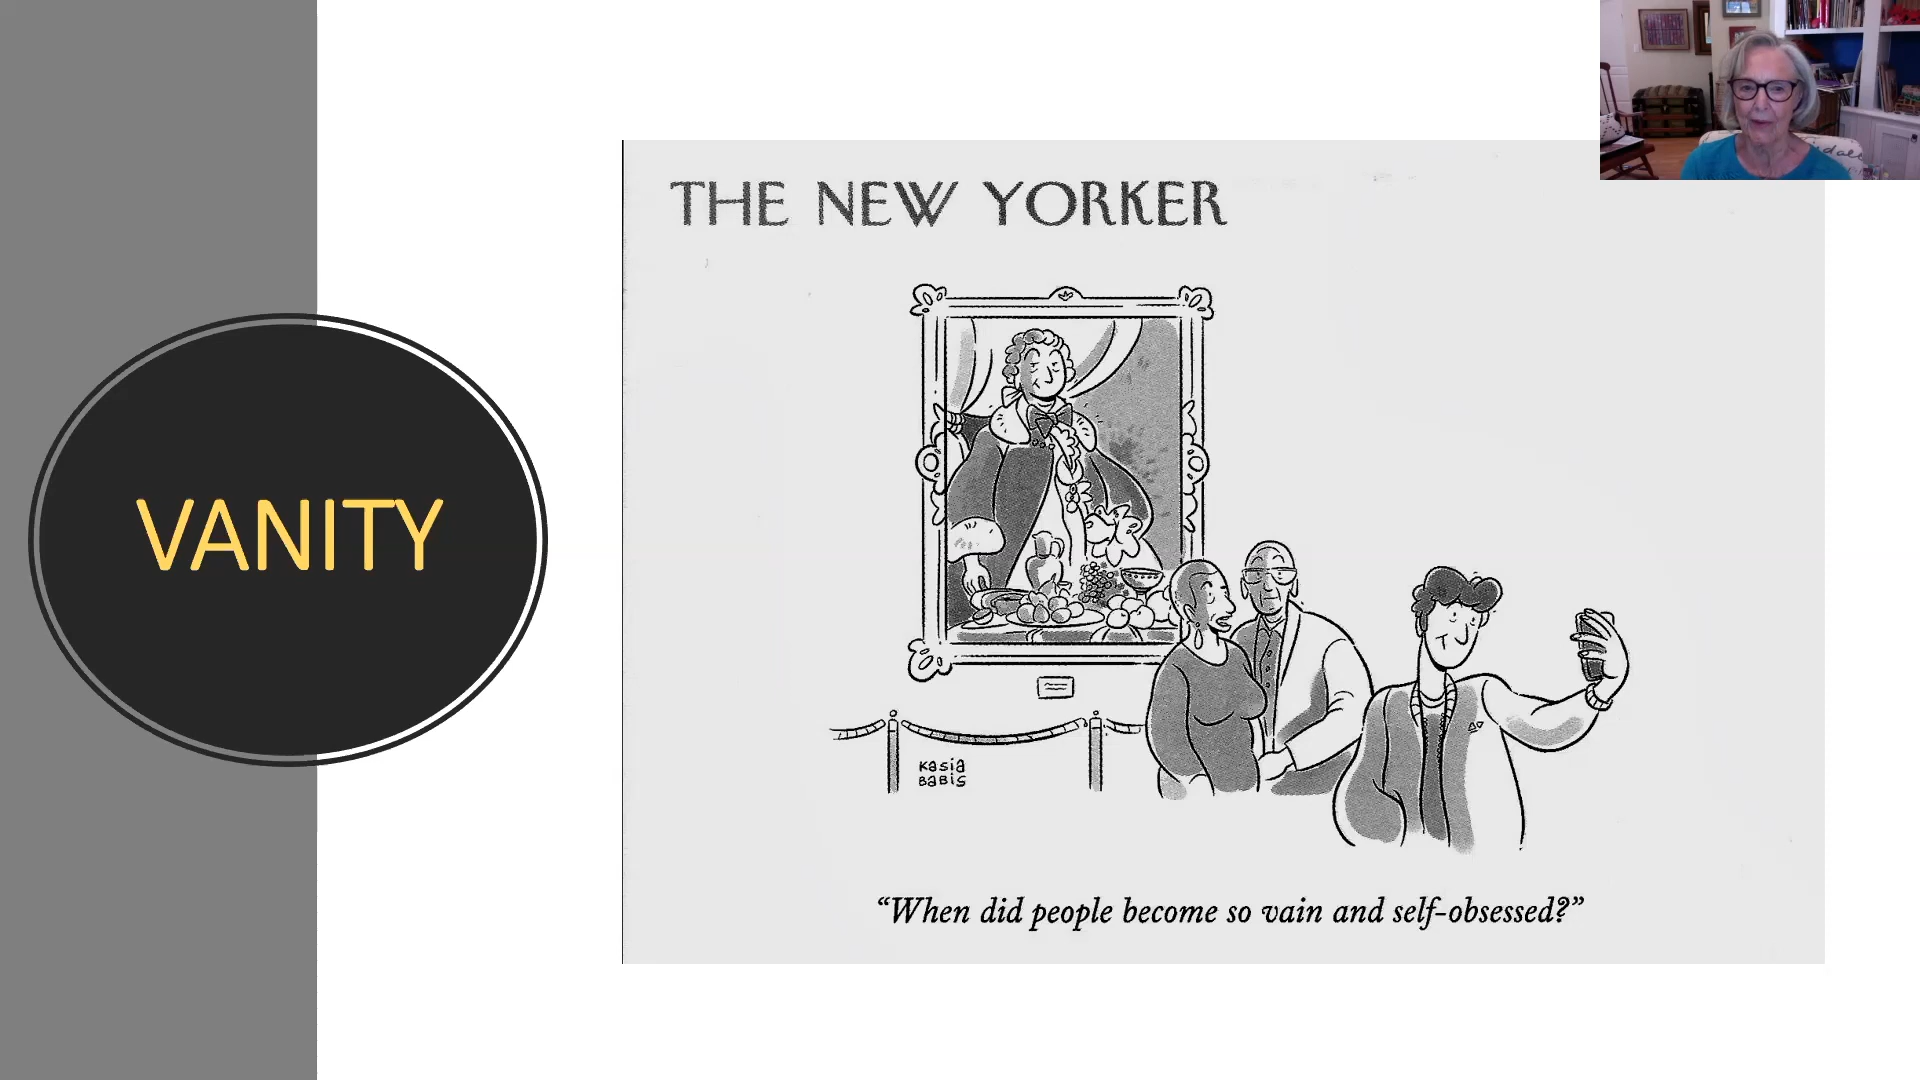 VANITY
THE NEW YORKER
KASIA
BABIS
“When did people become so vain and self-obsessed?”